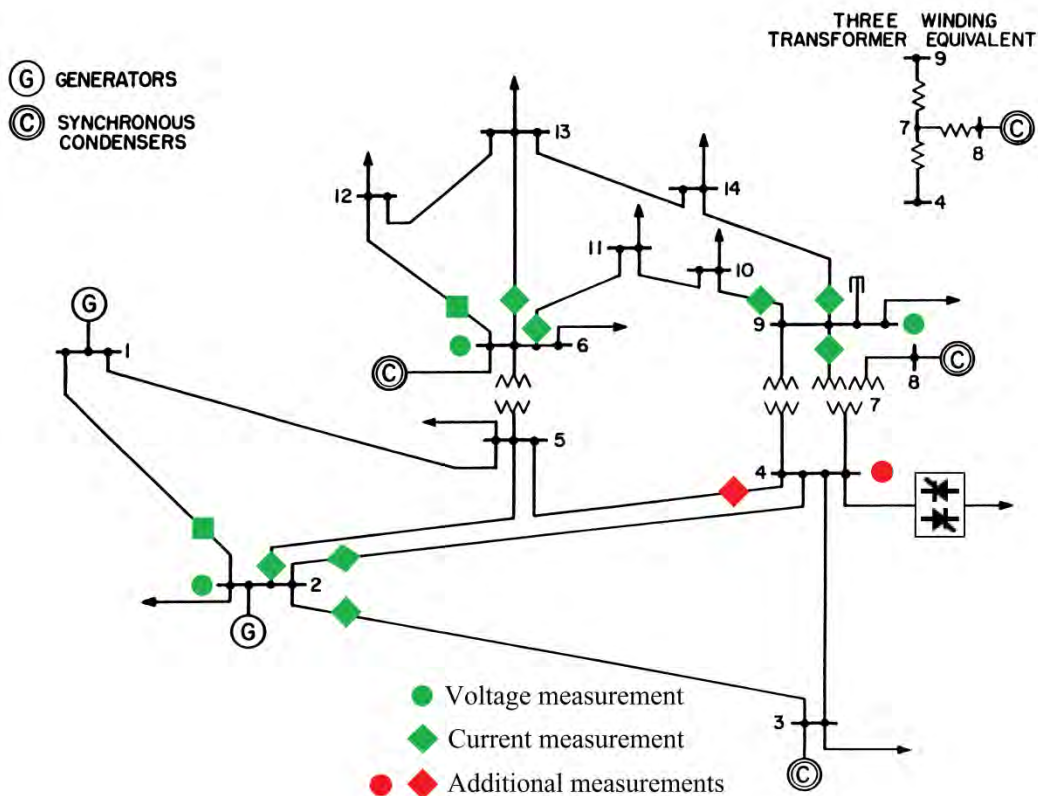 THREE WINDING
TRANSFORMER EQUIVALENT
9
7
C
8
4
G GENERATORS
C SYNCHRONOUS
CONDENSERS
13
12
14
11
10
G
1
6
9
C
8
C
7
5
4
2
G
3
C
Voltage measurement
Current measurement
Additional measurements